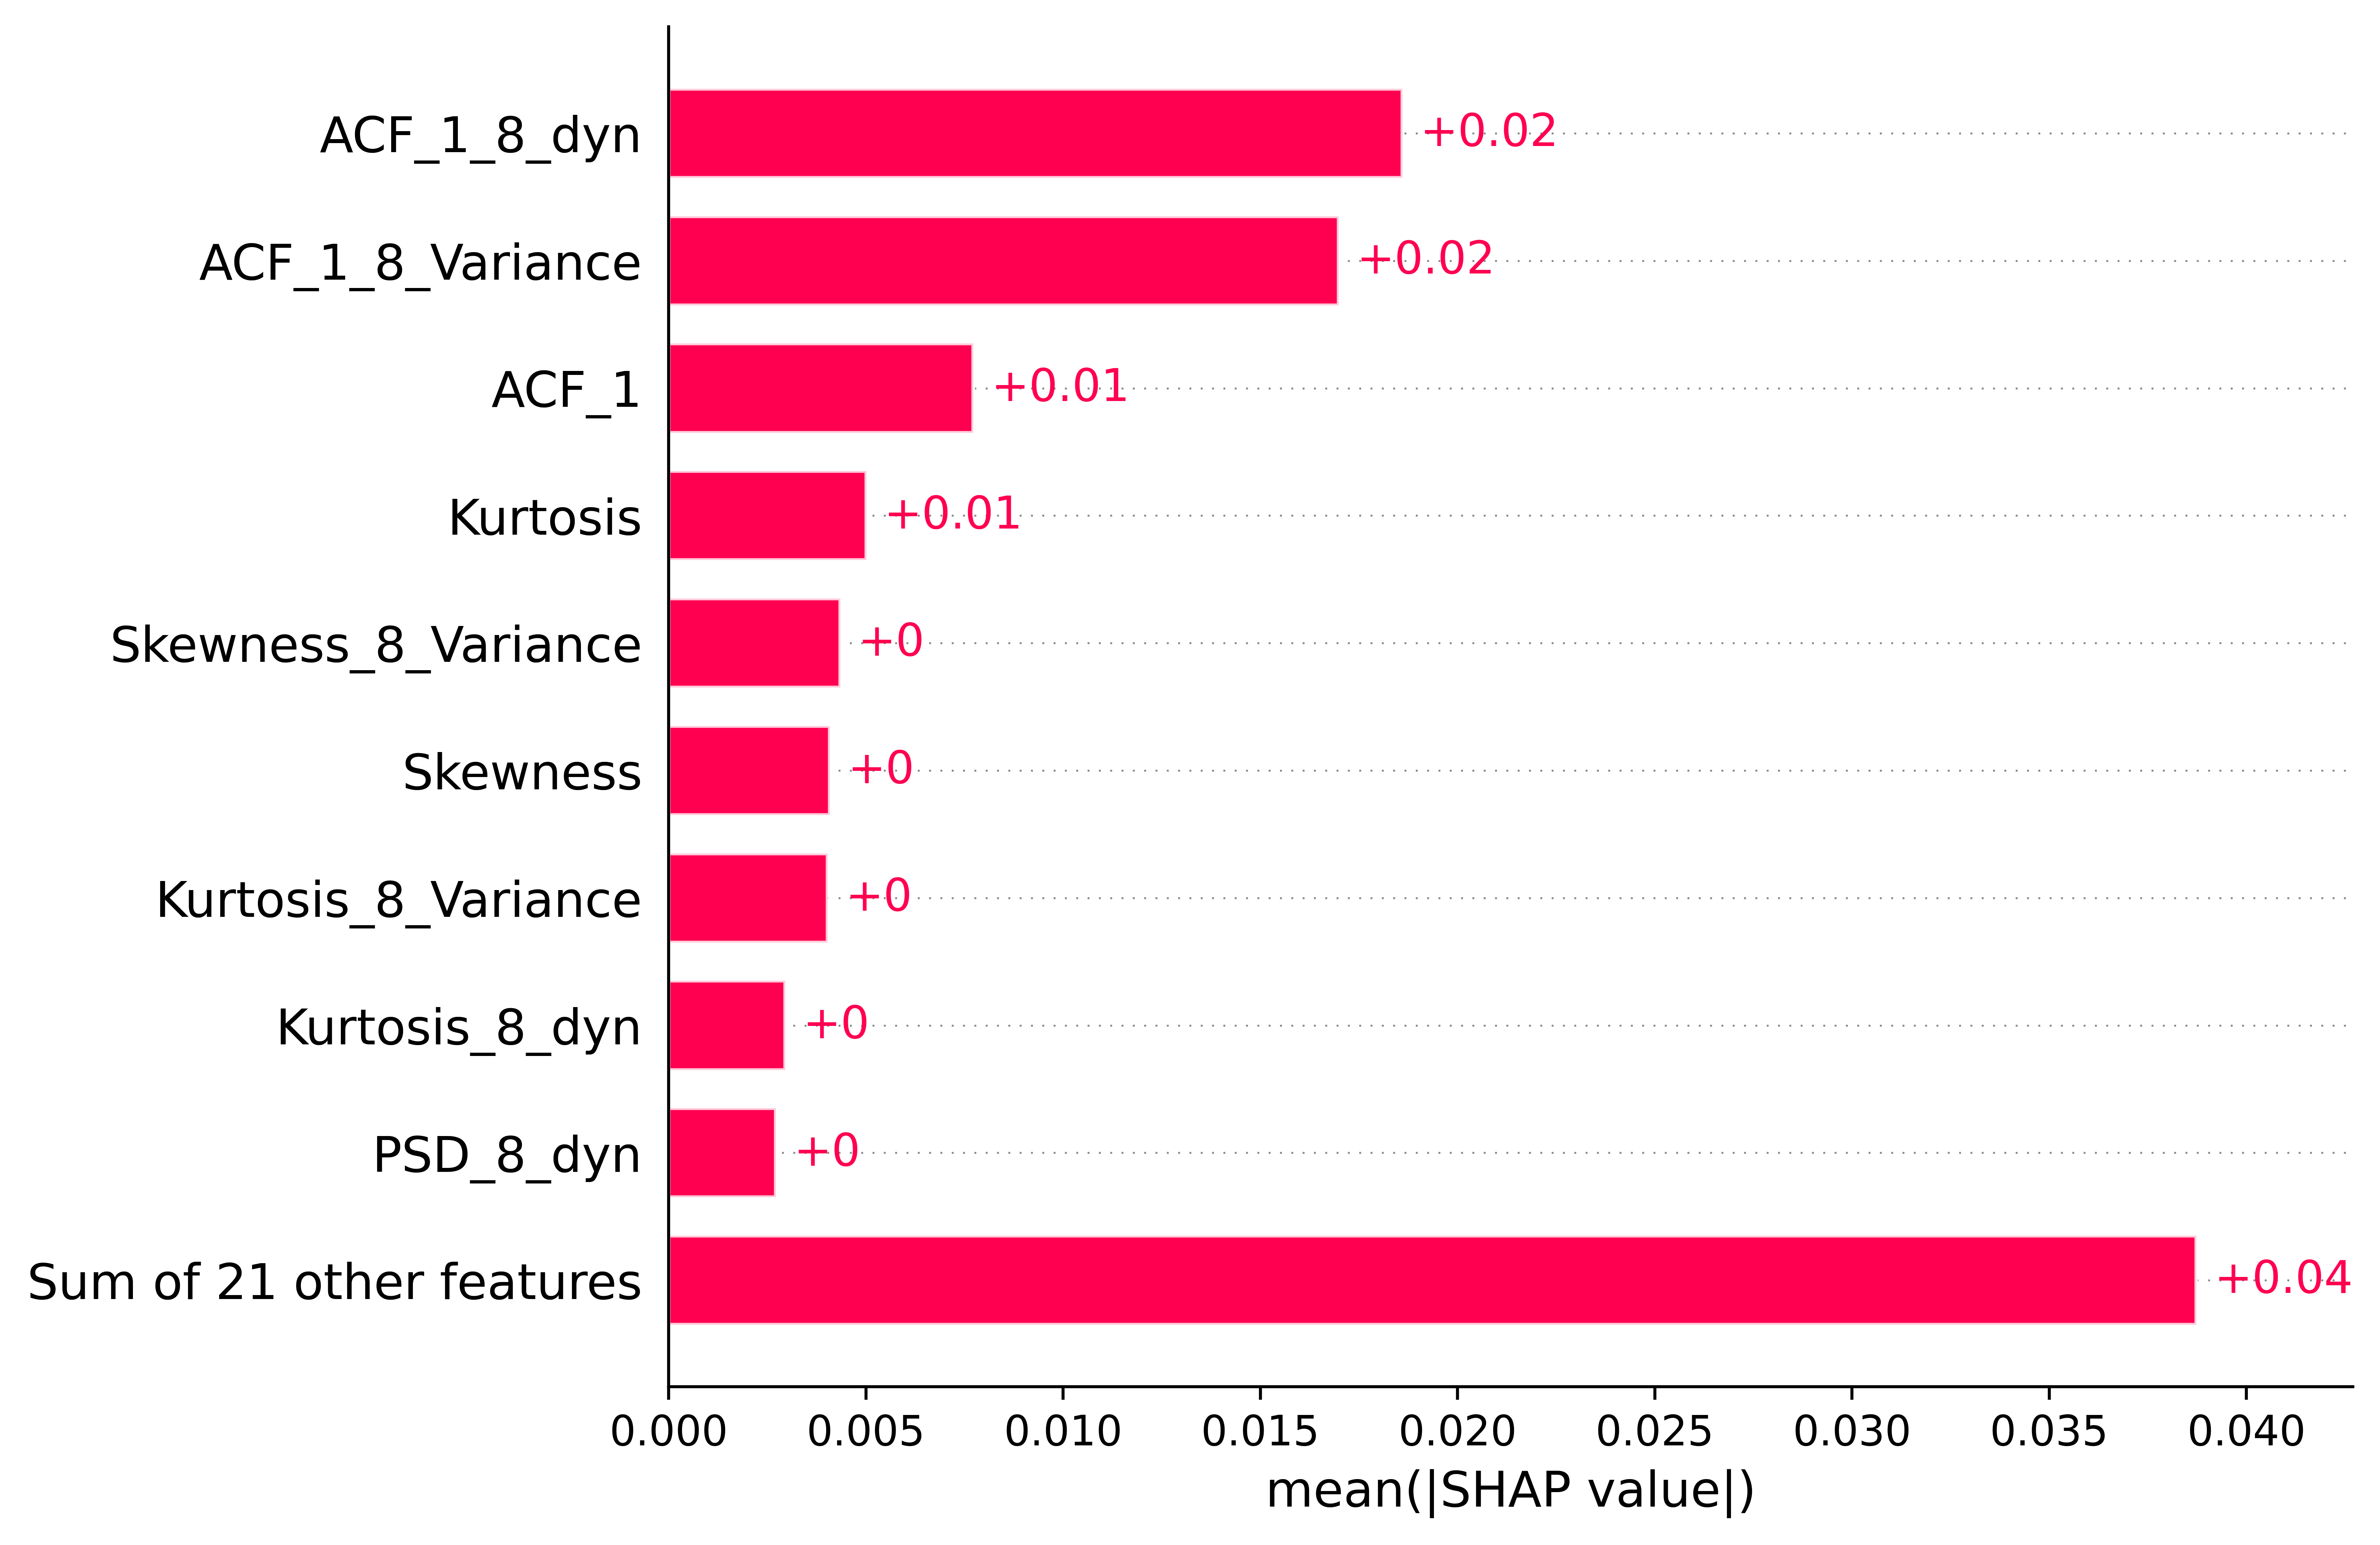 ACF_1_8_dyn +0.02
ACF_1_8_Variance +0.02
ACF_1 +0.01
Kurtosis +0.01
Skewness_8_Variance +0
Skewness +0
Kurtosis_8_Variance +0
Kurtosis_8_dyn +0
PSD_8_dyn +0
Sum of 21 other features +0.04
0.000 0.005 0.010 0.015 0.020 0.025 0.030 0.035 0.040
mean(|SHAP value|)